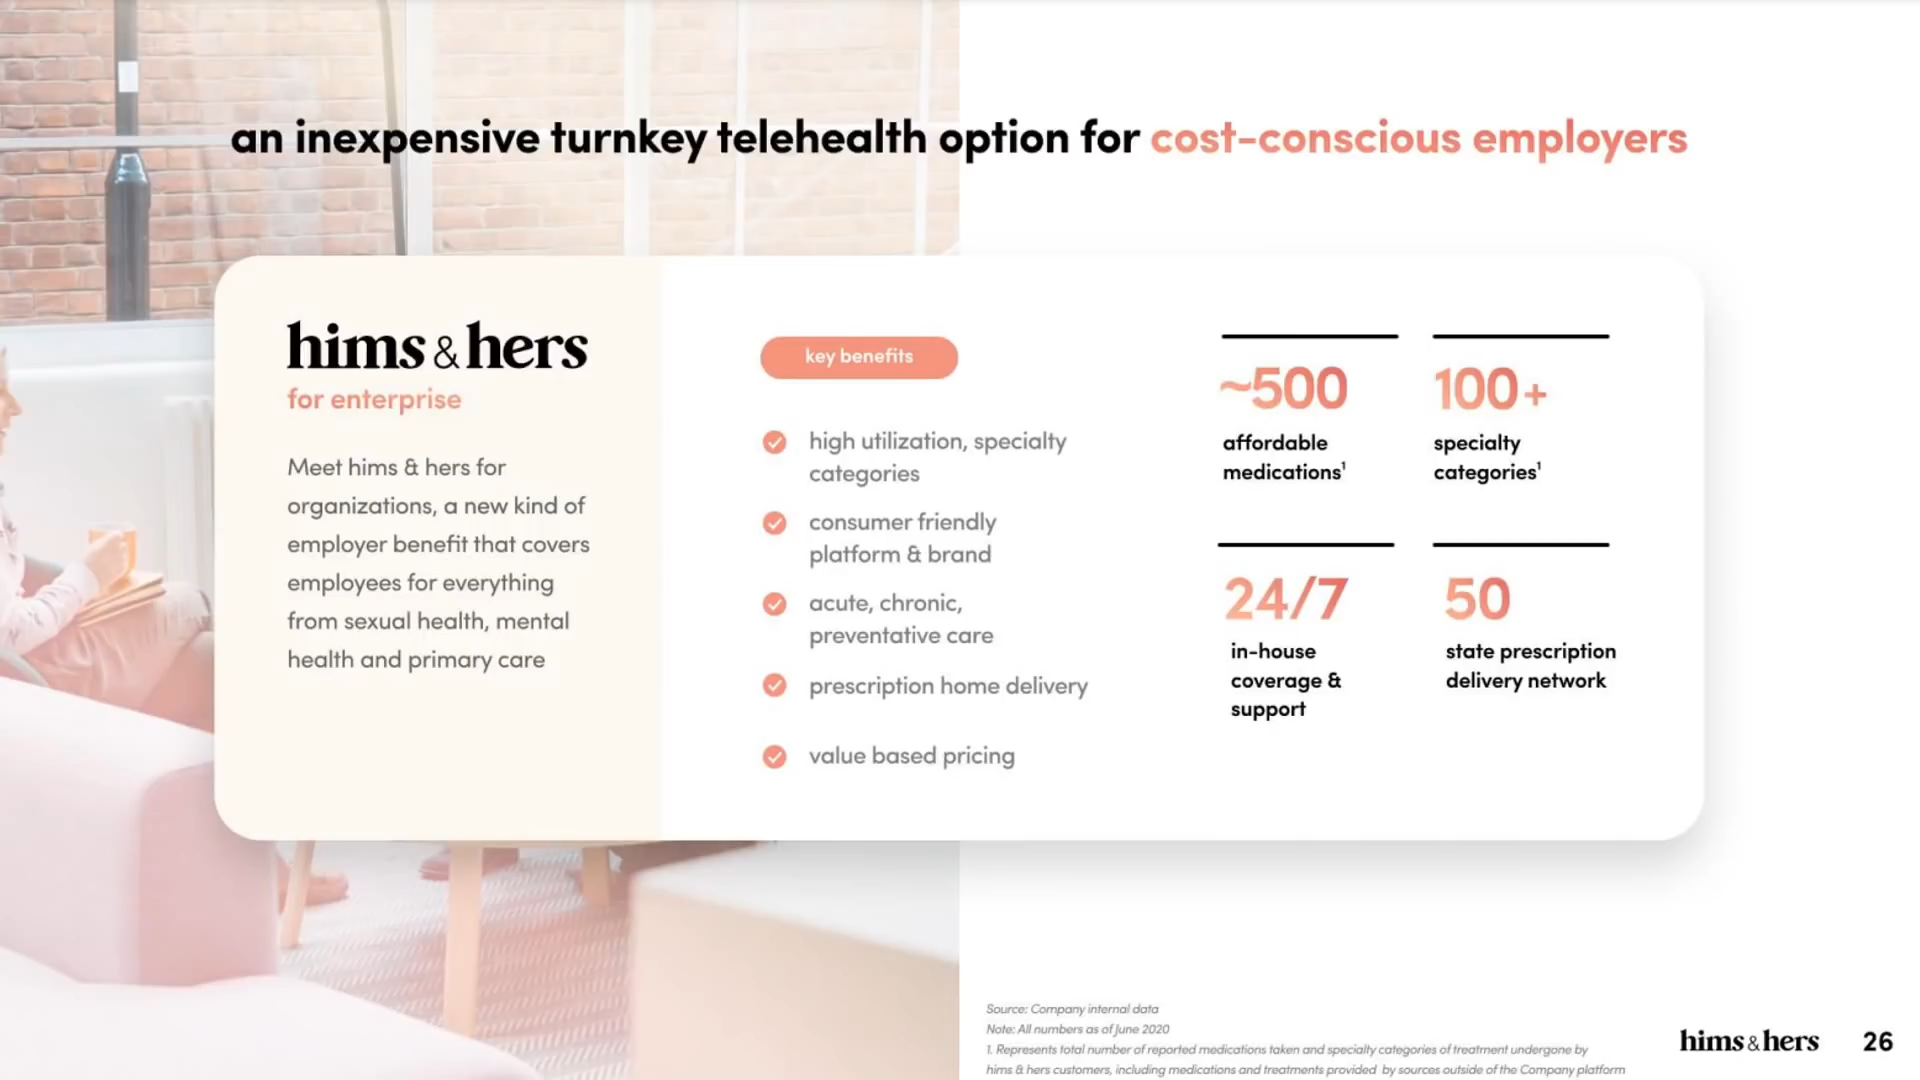 an inexpensive turnkey telehealth option for cost-conscious employers
hims & hers
for enterprise
Meet hims & hers for
organizations, a new kind of
employer benefit that covers
employees for everything
from sexual health, mental
health and primary care
key benefits
high utilization, specialty
categories
consumer friendly
platform & brand
acute, chronic,
preventative care
prescription home delivery
value based pricing
~500
affordable
medications¹
100+
specialty
categories¹
24/7
in-house
coverage &
support
50
state prescription
delivery network
Source: Company internal data
Note: All numbers as of June 2020
1. Represents total number of reported medications taken and specialty categories of treatment undergone by
hims & hers customers, including medications and treatments provided by sources outside of the Company platform
hims & hers 26